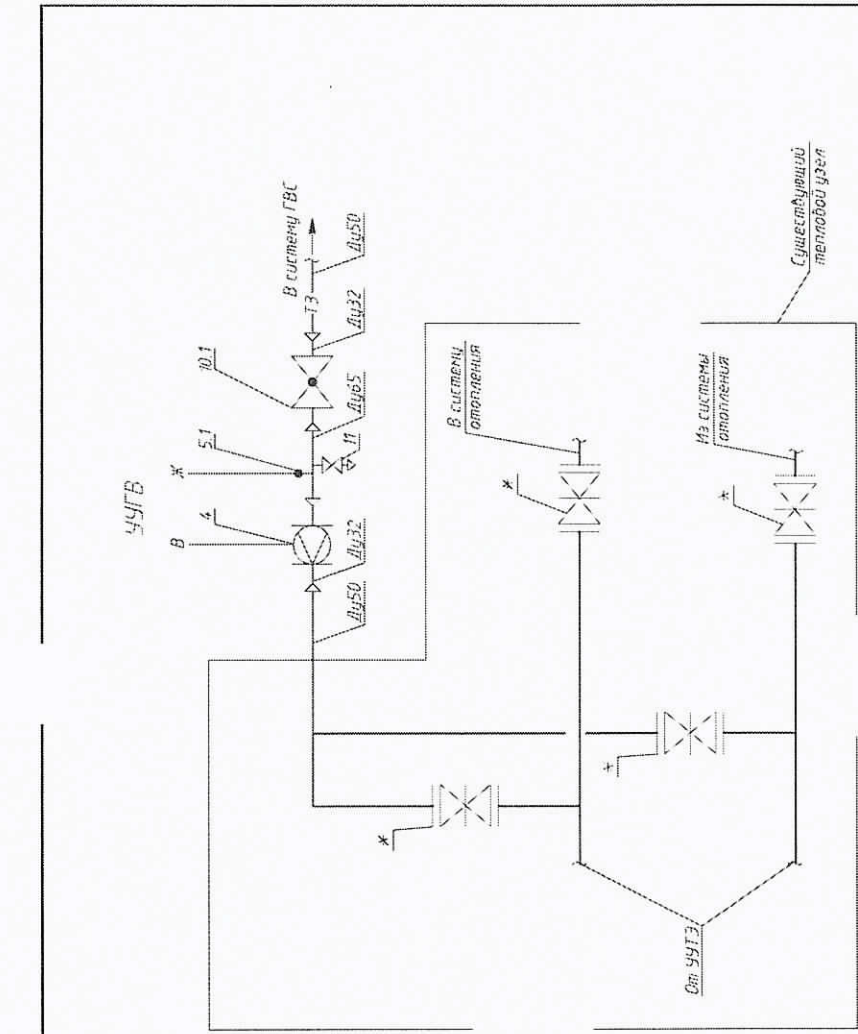 УУГВ
В
4
Ж
5.1
10.1
В систему ГВС
Т3
Ду50
Ду32
Ду65
11
Ду32
Ду50
*
В систему
отопления
*
Из системы
отопления
*
*
Существующий
тепловой узел
От УУТЭ